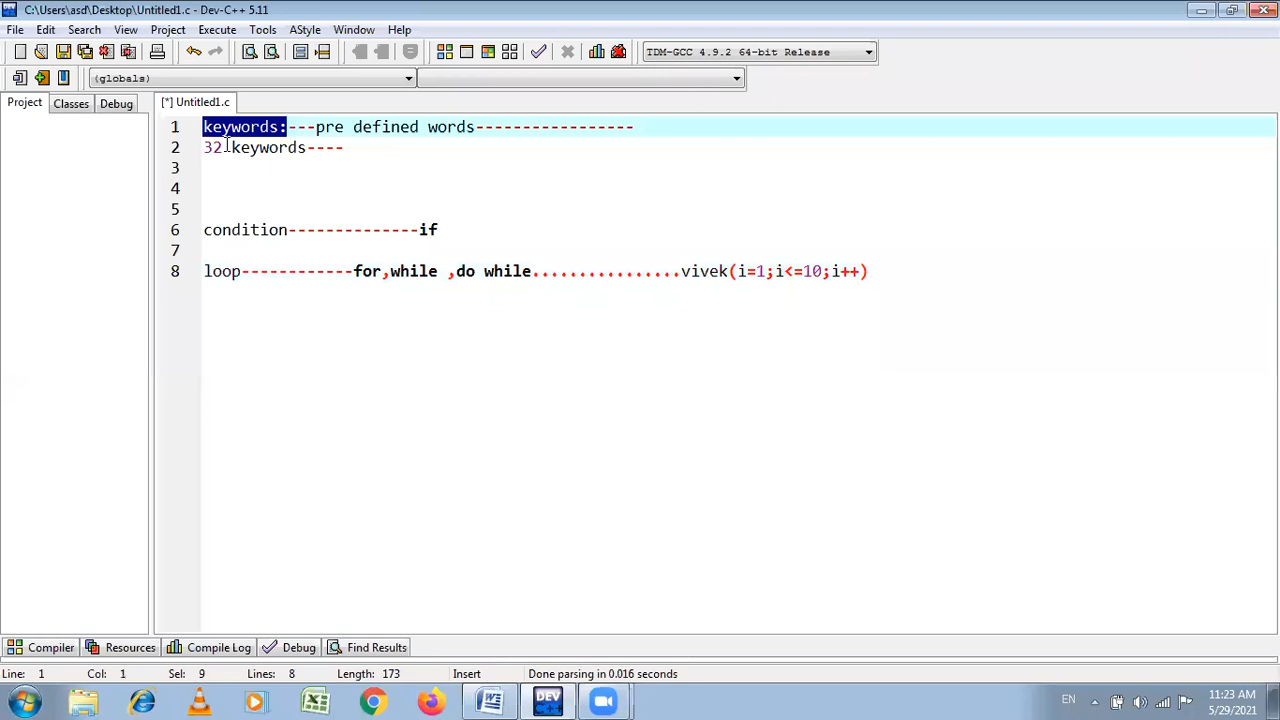 C:\Users\asd\Desktop\Untitled1.c - Dev-C++ 5.11
File Edit Search View Project Execute Tools AStyle Window Help
TDM-GCC 4.9.2 64-bit Release
(globals)
Project Classes Debug [*] Untitled1.c
1 keywords:---pre defined words-----------------
2 32 keywords----
3
4
5
6 condition--------------if
7
8 loop------------for,while ,do while................vivek(i=1;i<=10;i++)
Compiler Resources Compile Log Debug Find Results
Line: 1 Col: 1 Sel: 9 Lines: 8 Length: 173 Insert Done parsing in 0.016 seconds
EN 11:23 AM
5/29/2021